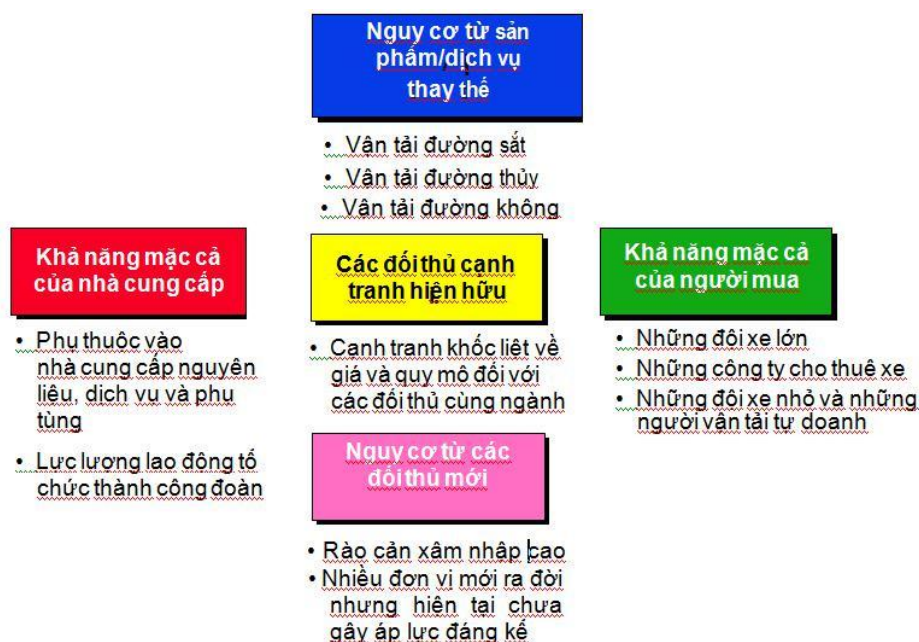 Nguy cơ từ sản
phẩm/dịch vụ
thay thế
• Vận tải đường sắt
• Vận tải đường thủy
• Vận tải đường không
Khả năng mặc cả
của nhà cung cấp
• Phụ thuộc vào
nhà cung cấp nguyên
liệu, dịch vụ và phụ
tùng
• Lực lượng lao động tổ
chức thành công đoàn
Các đối thủ cạnh
tranh hiện hữu
• Cạnh tranh khốc liệt về
giá và quy mô đối với
các đối thủ cùng ngành
Khả năng mặc cả
của người mua
• Những đội xe lớn
• Những công ty cho thuê xe
• Những đội xe nhỏ và những
người vận tải tự doanh
Nguy cơ từ các
đối thủ mới
• Rào cản xâm nhập cao
• Nhiều đơn vị mới ra đời
nhưng hiện tại chưa
gây áp lực đáng kể